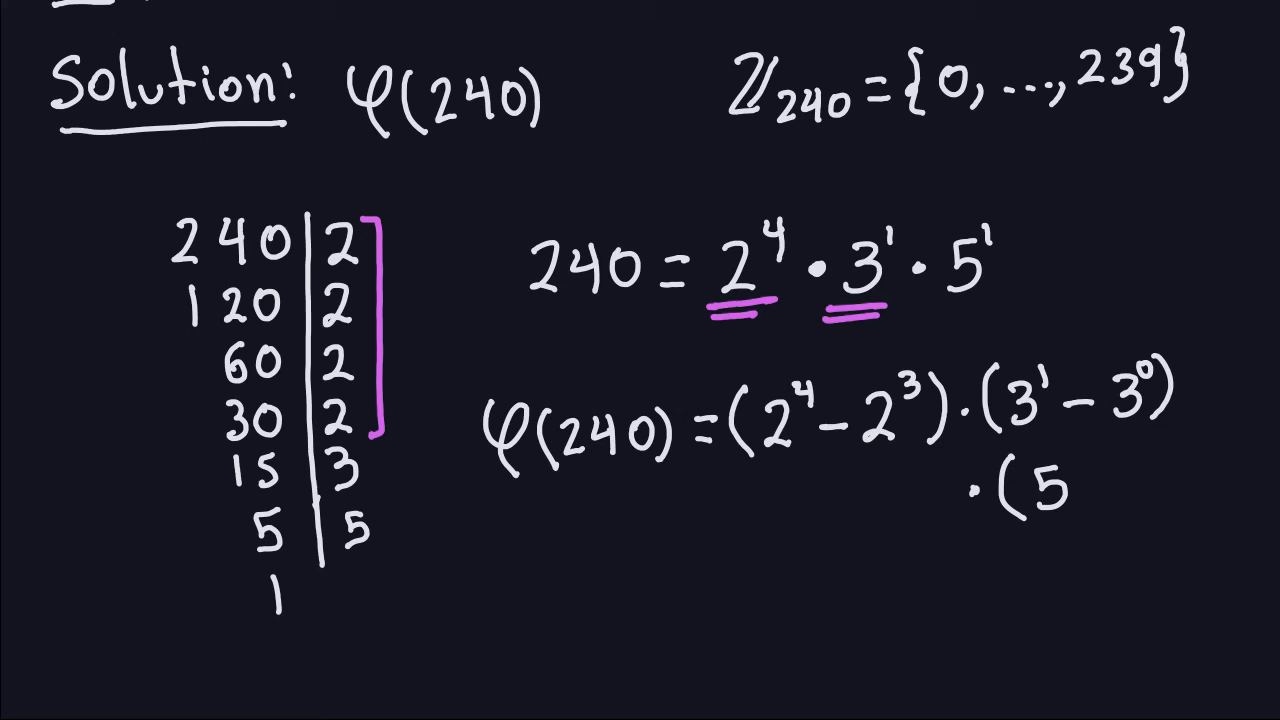 Solution: φ(240) ℤ₂₄₀ = {0, ..., 239}
240 | 2
120 | 2
60 | 2
30 | 2
15 | 3
5 | 5
1
240 = 2⁴ · 3¹ · 5¹
φ(240) = (2⁴ − 2³) · (3¹ − 3⁰)
· (5